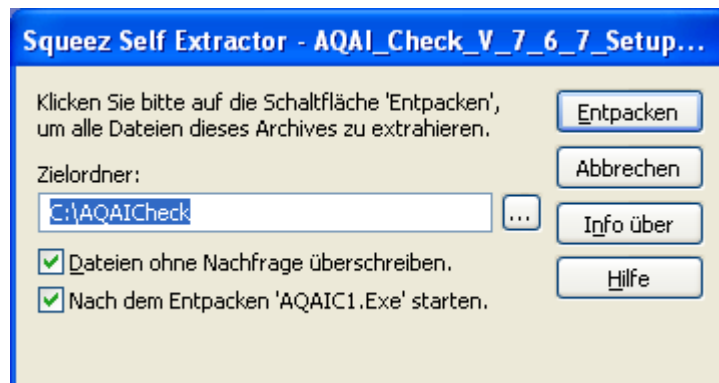 Squeez Self Extractor - AQAI_Check_V_7_6_7_Setup...
Klicken Sie bitte auf die Schaltfläche 'Entpacken',
um alle Dateien dieses Archives zu extrahieren.
Entpacken
Abbrechen
Zielordner:
C:\AQAICheck
...
Info über
Dateien ohne Nachfrage überschreiben.
Hilfe
Nach dem Entpacken 'AQAIC1.Exe' starten.